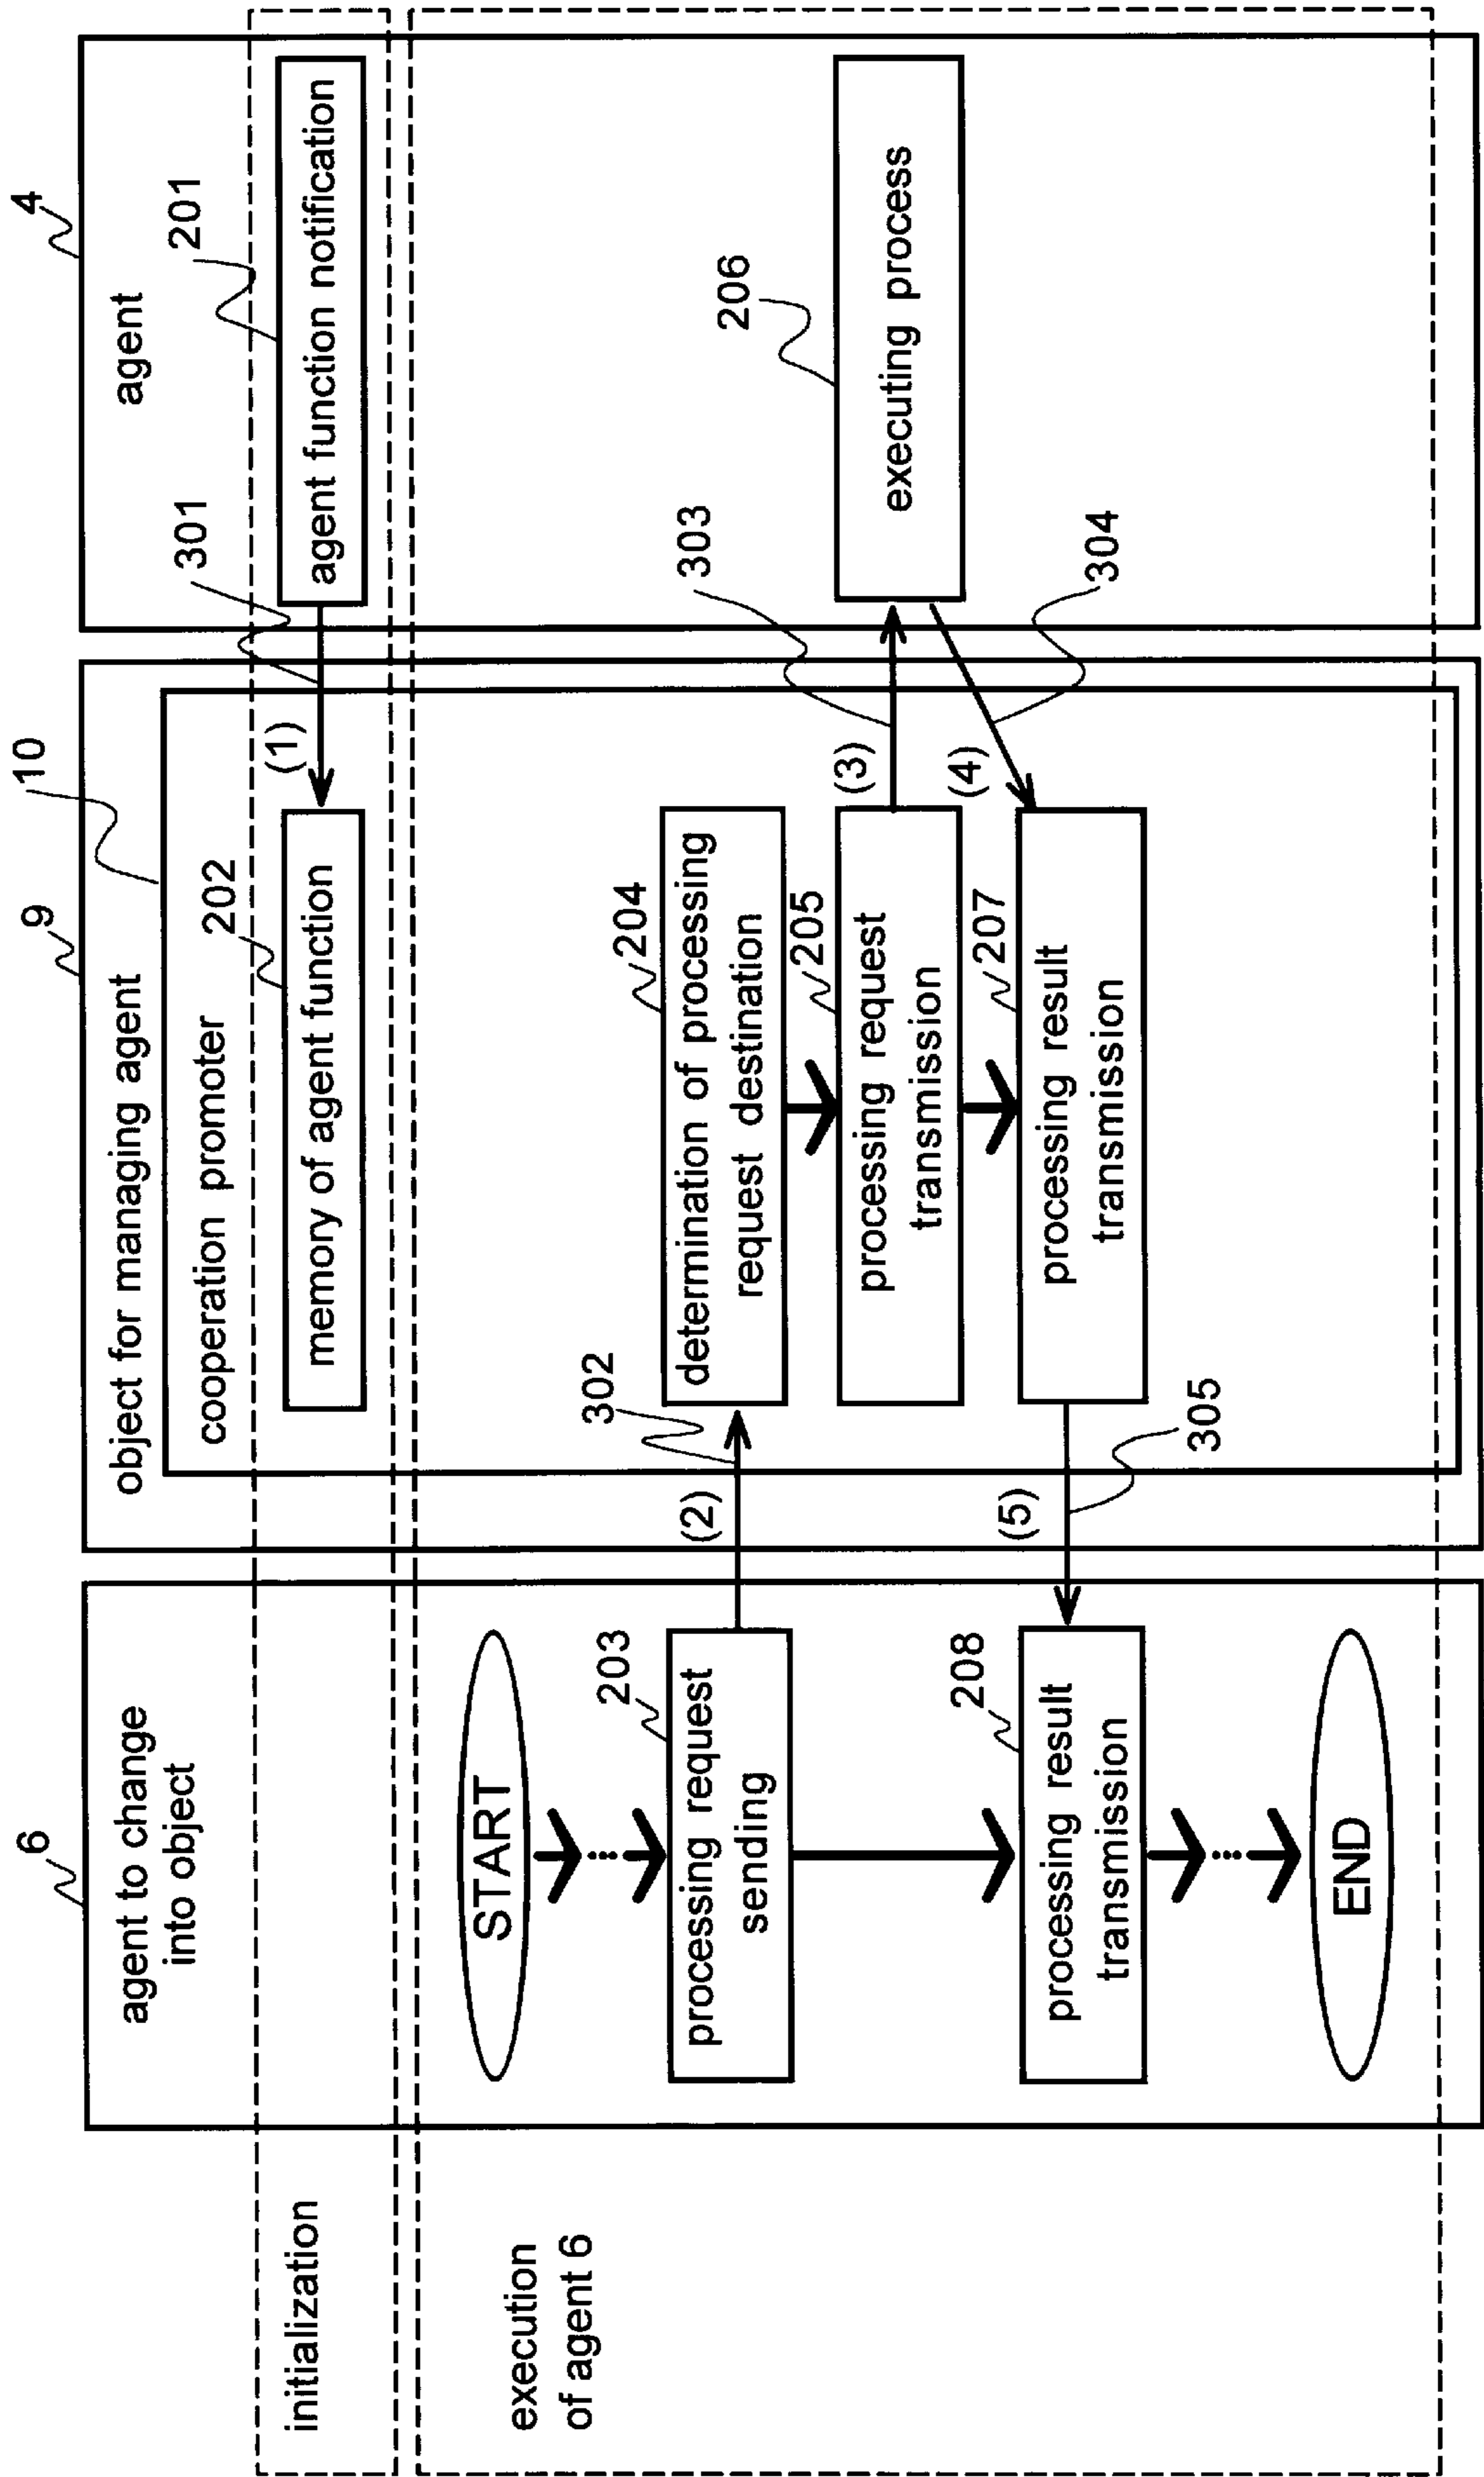 6
9
10
4
agent to change
into object
object for managing agent
cooperation promoter
agent
initialization
202
memory of agent function
(1)
301
201
agent function notification
execution
of agent 6
START
203
processing request
sending
(2)
302
204
determination of processing
request destination
205
processing request
transmission
(3)
303
206
executing process
(4)
304
207
processing result
transmission
(5)
305
208
processing result
transmission
END